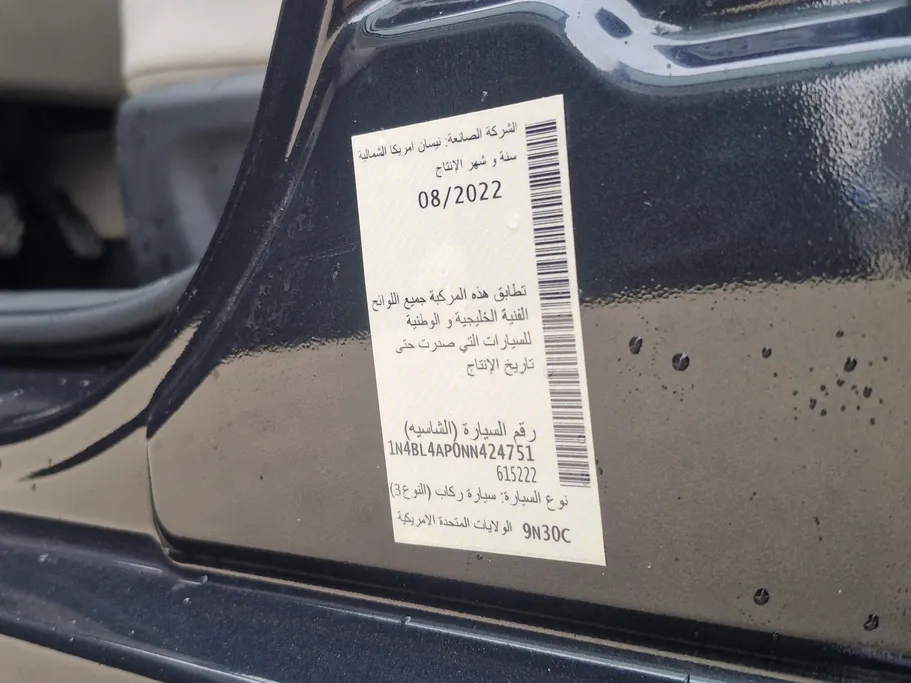 الشركة الصانعة: نيسان امريكا الشمالية
سنة و شهر الإنتاج
08/2022
تطابق هذه المركبة جميع اللوائح
الفنية الخليجية و الوطنية
للسيارات التي صدرت حتى
تاريخ الإنتاج
رقم السيارة (الشاسيه)
1N4BL4AP0NN424751
615222
نوع السيارة: سيارة ركاب (النوع3)
9N30C الولايات المتحدة الامريكية